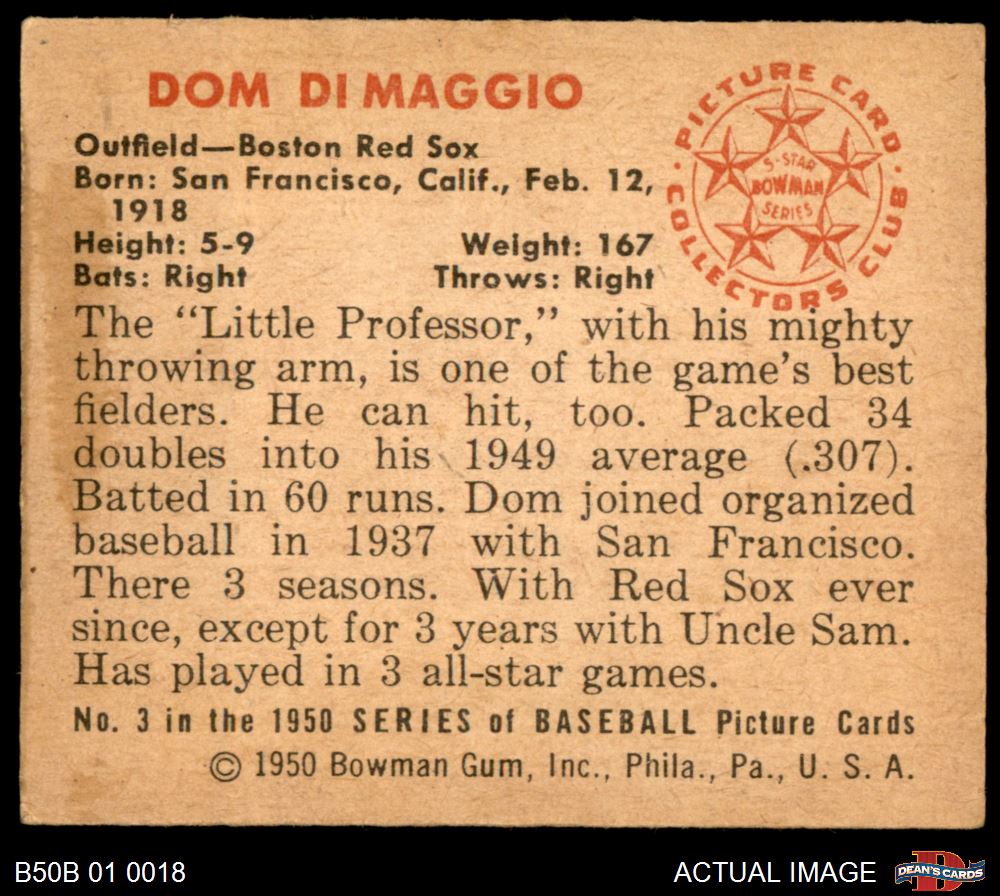 DOM DI MAGGIO
Outfield—Boston Red Sox
Born: San Francisco, Calif., Feb. 12,
1918
Height: 5-9 Weight: 167
Bats: Right Throws: Right
· PICTURE CARD ·
COLLECTORS CLUB
5-STAR
BOWMAN
SERIES
The "Little Professor," with his mighty
throwing arm, is one of the game's best
fielders. He can hit, too. Packed 34
doubles into his 1949 average (.307).
Batted in 60 runs. Dom joined organized
baseball in 1937 with San Francisco.
There 3 seasons. With Red Sox ever
since, except for 3 years with Uncle Sam.
Has played in 3 all-star games.
No. 3 in the 1950 SERIES of BASEBALL Picture Cards
© 1950 Bowman Gum, Inc., Phila., Pa., U. S. A.
B50B 01 0018
ACTUAL IMAGE
D
DEAN'S CARDS